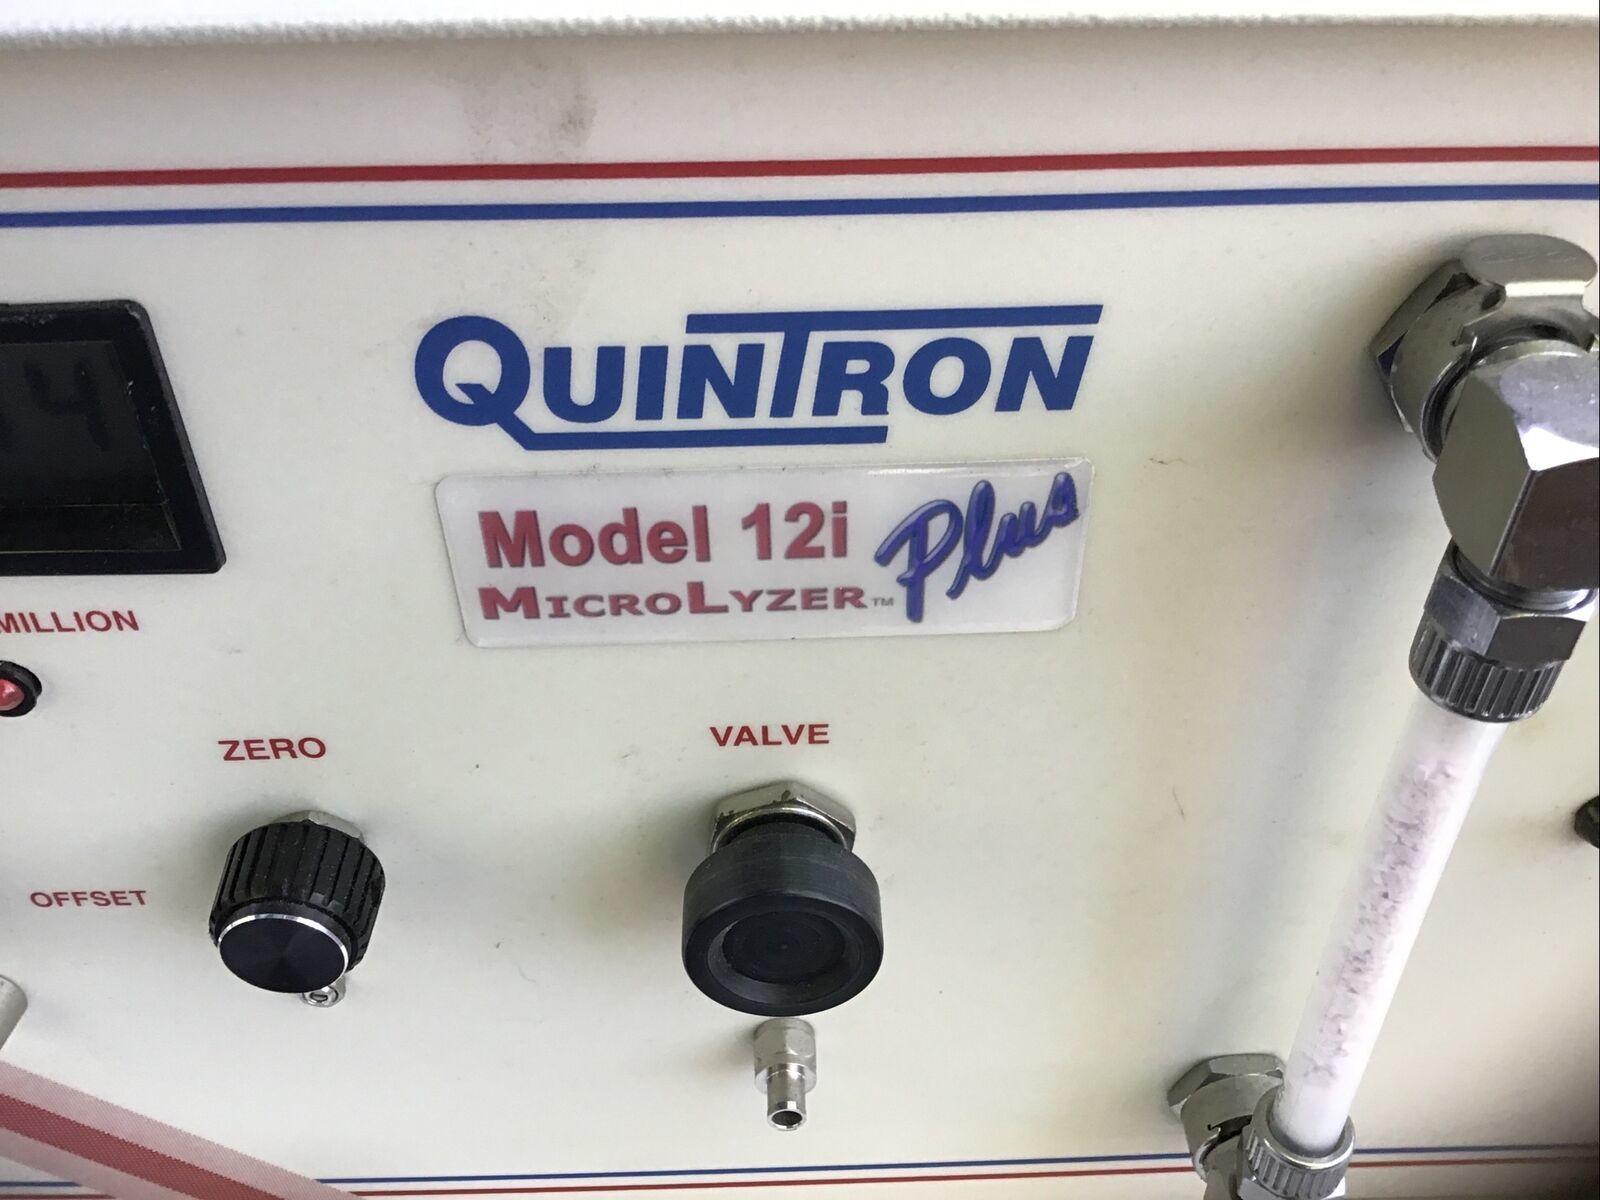 QUINTRON
Model 12i Plus
MICROLYZER™
MILLION
ZERO
VALVE
OFFSET